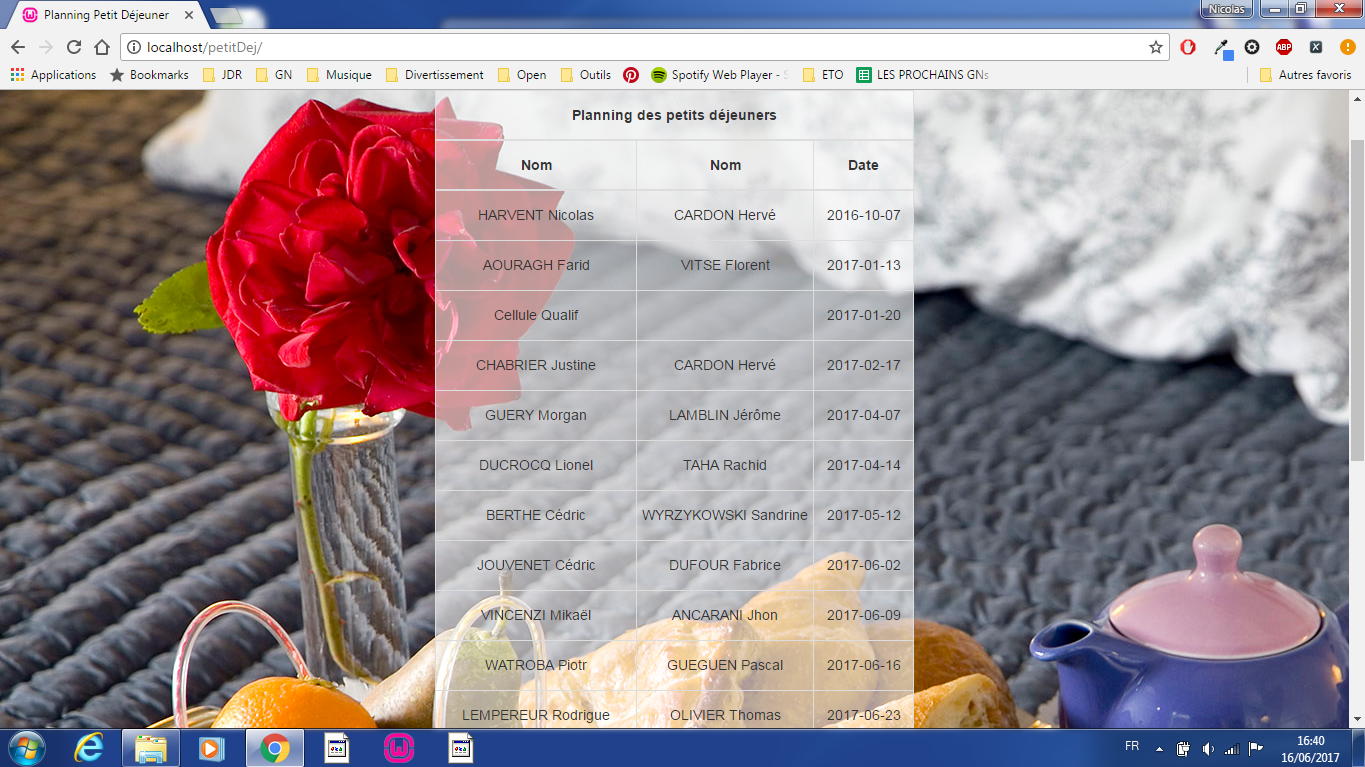 Planning Petit Déjeuner
Nicolas
localhost/petitDej/
Applications Bookmarks JDR GN Musique Divertissement Open Outils Spotify Web Player - ETO LES PROCHAINS GNs Autres favoris
ABP
Planning des petits déjeuners
Nom Nom Date
HARVENT Nicolas CARDON Hervé 2016-10-07
AOURAGH Farid VITSE Florent 2017-01-13
Cellule Qualif 2017-01-20
CHABRIER Justine CARDON Hervé 2017-02-17
GUERY Morgan LAMBLIN Jérôme 2017-04-07
DUCROCQ Lionel TAHA Rachid 2017-04-14
BERTHE Cédric WYRZYKOWSKI Sandrine 2017-05-12
JOUVENET Cédric DUFOUR Fabrice 2017-06-02
VINCENZI Mikaël ANCARANI Jhon 2017-06-09
WATROBA Piotr GUEGUEN Pascal 2017-06-16
LEMPEREUR Rodrigue OLIVIER Thomas 2017-06-23
FR
16:40
16/06/2017